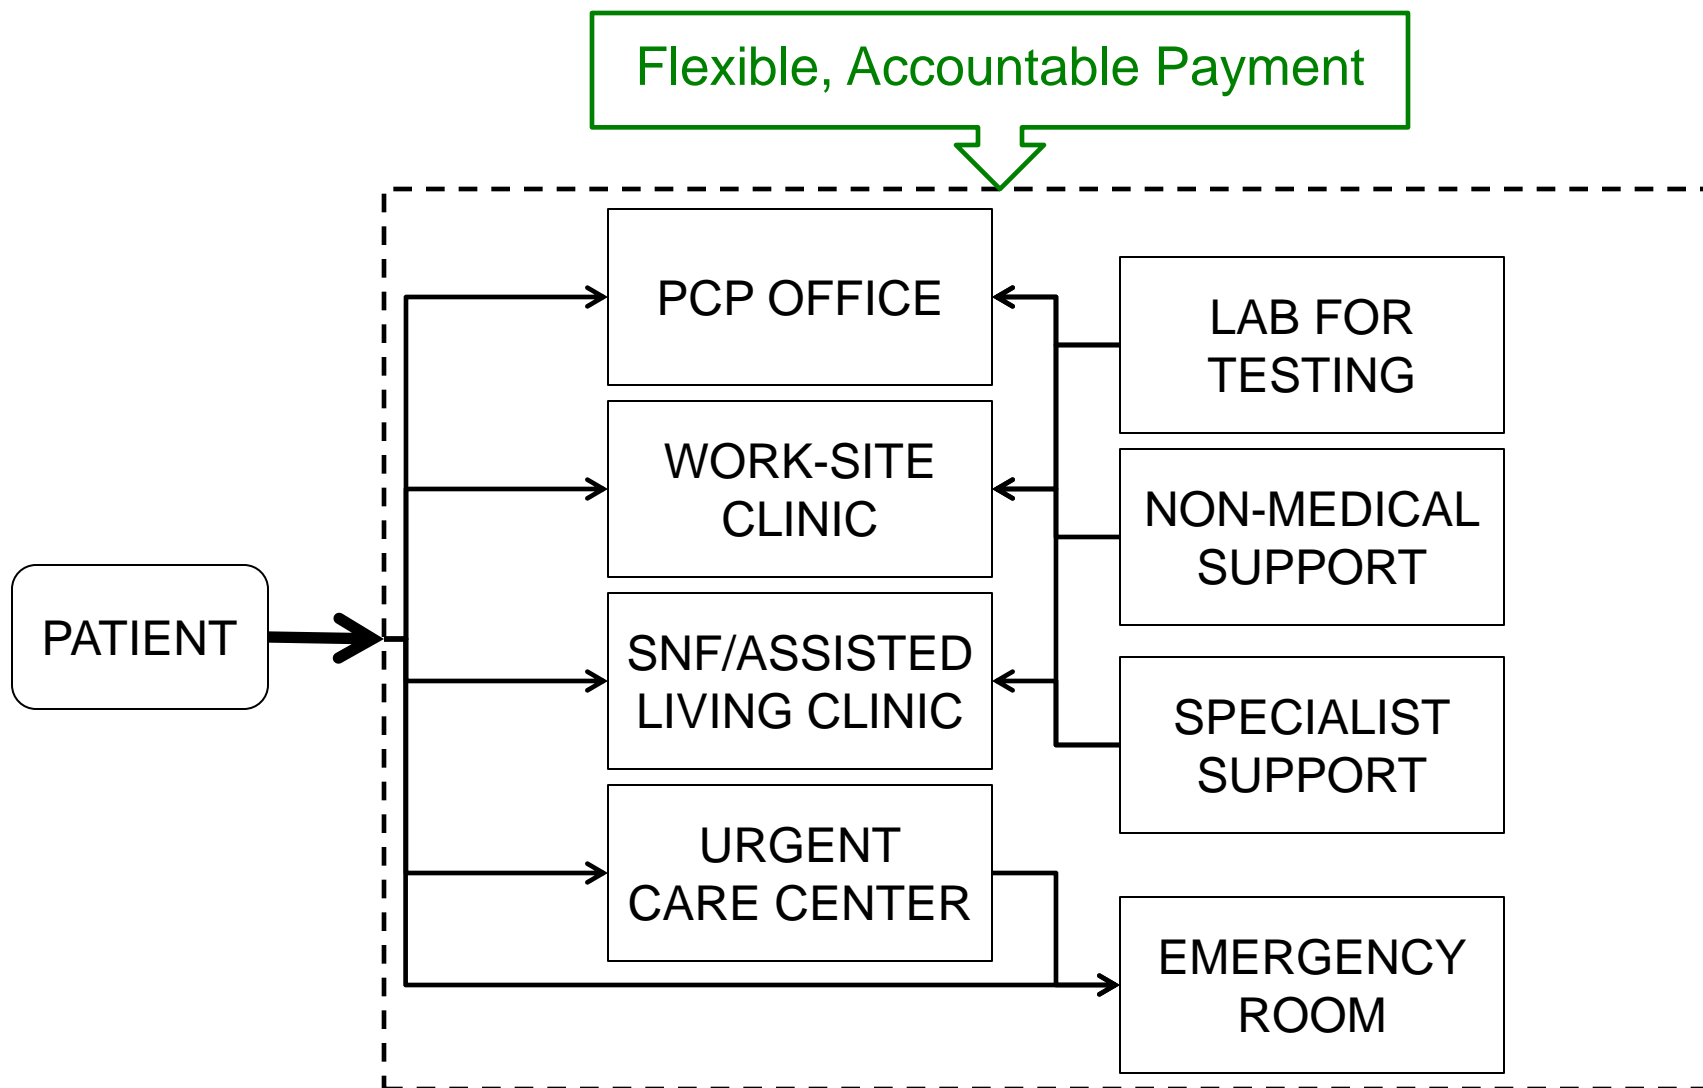 Flexible, Accountable Payment
PCP OFFICE
LAB FOR
TESTING
WORK-SITE
CLINIC
NON-MEDICAL
SUPPORT
PATIENT
SNF/ASSISTED
LIVING CLINIC
SPECIALIST
SUPPORT
URGENT
CARE CENTER
EMERGENCY
ROOM